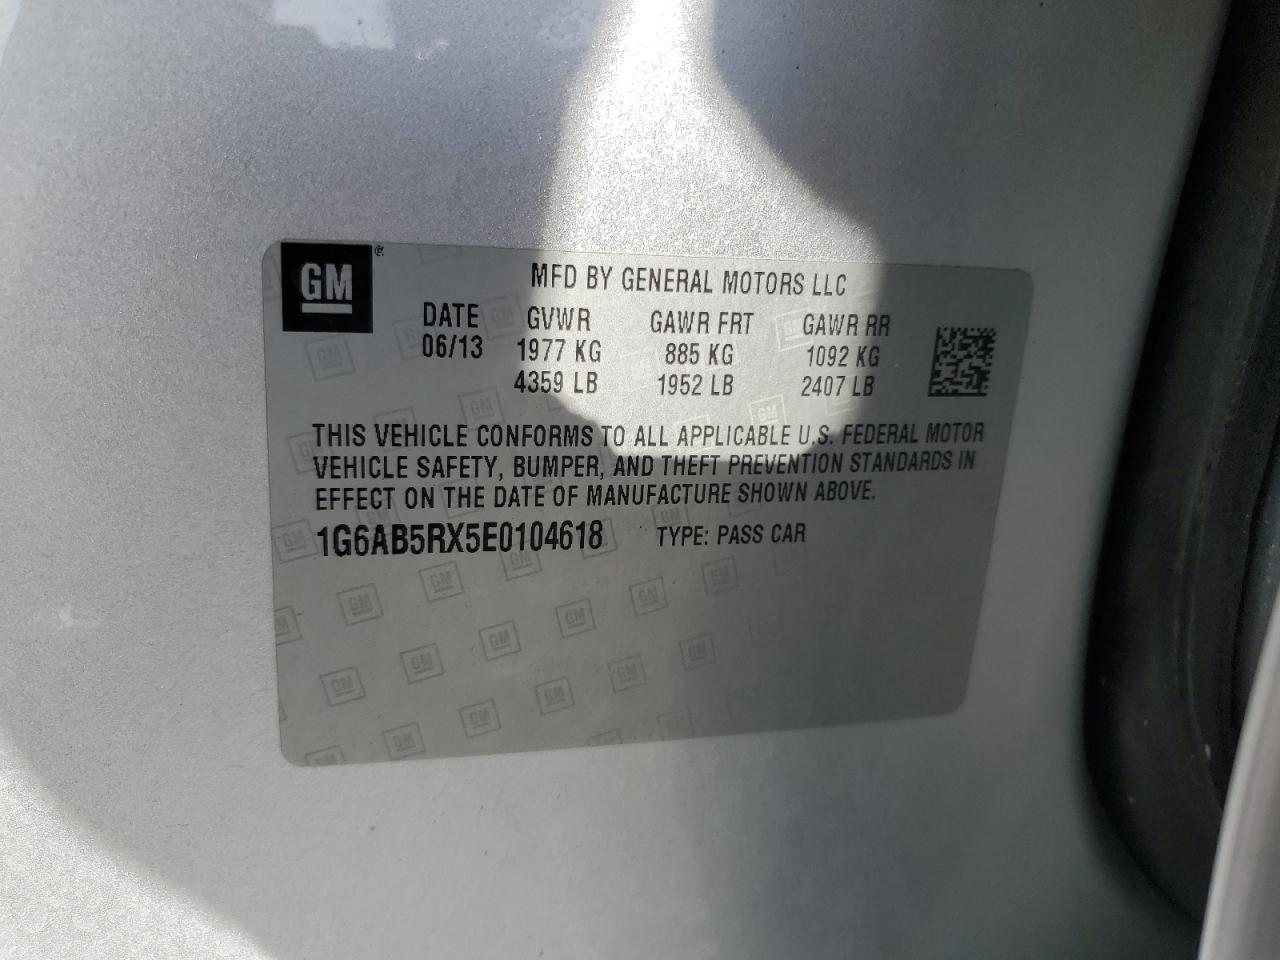 GM ®
MFD BY GENERAL MOTORS LLC
DATE GVWR GAWR FRT GAWR RR
06/13 1977 KG 885 KG 1092 KG
4359 LB 1952 LB 2407 LB
THIS VEHICLE CONFORMS TO ALL APPLICABLE U.S. FEDERAL MOTOR
VEHICLE SAFETY, BUMPER, AND THEFT PREVENTION STANDARDS IN
EFFECT ON THE DATE OF MANUFACTURE SHOWN ABOVE.
1G6AB5RX5E0104618 TYPE: PASS CAR